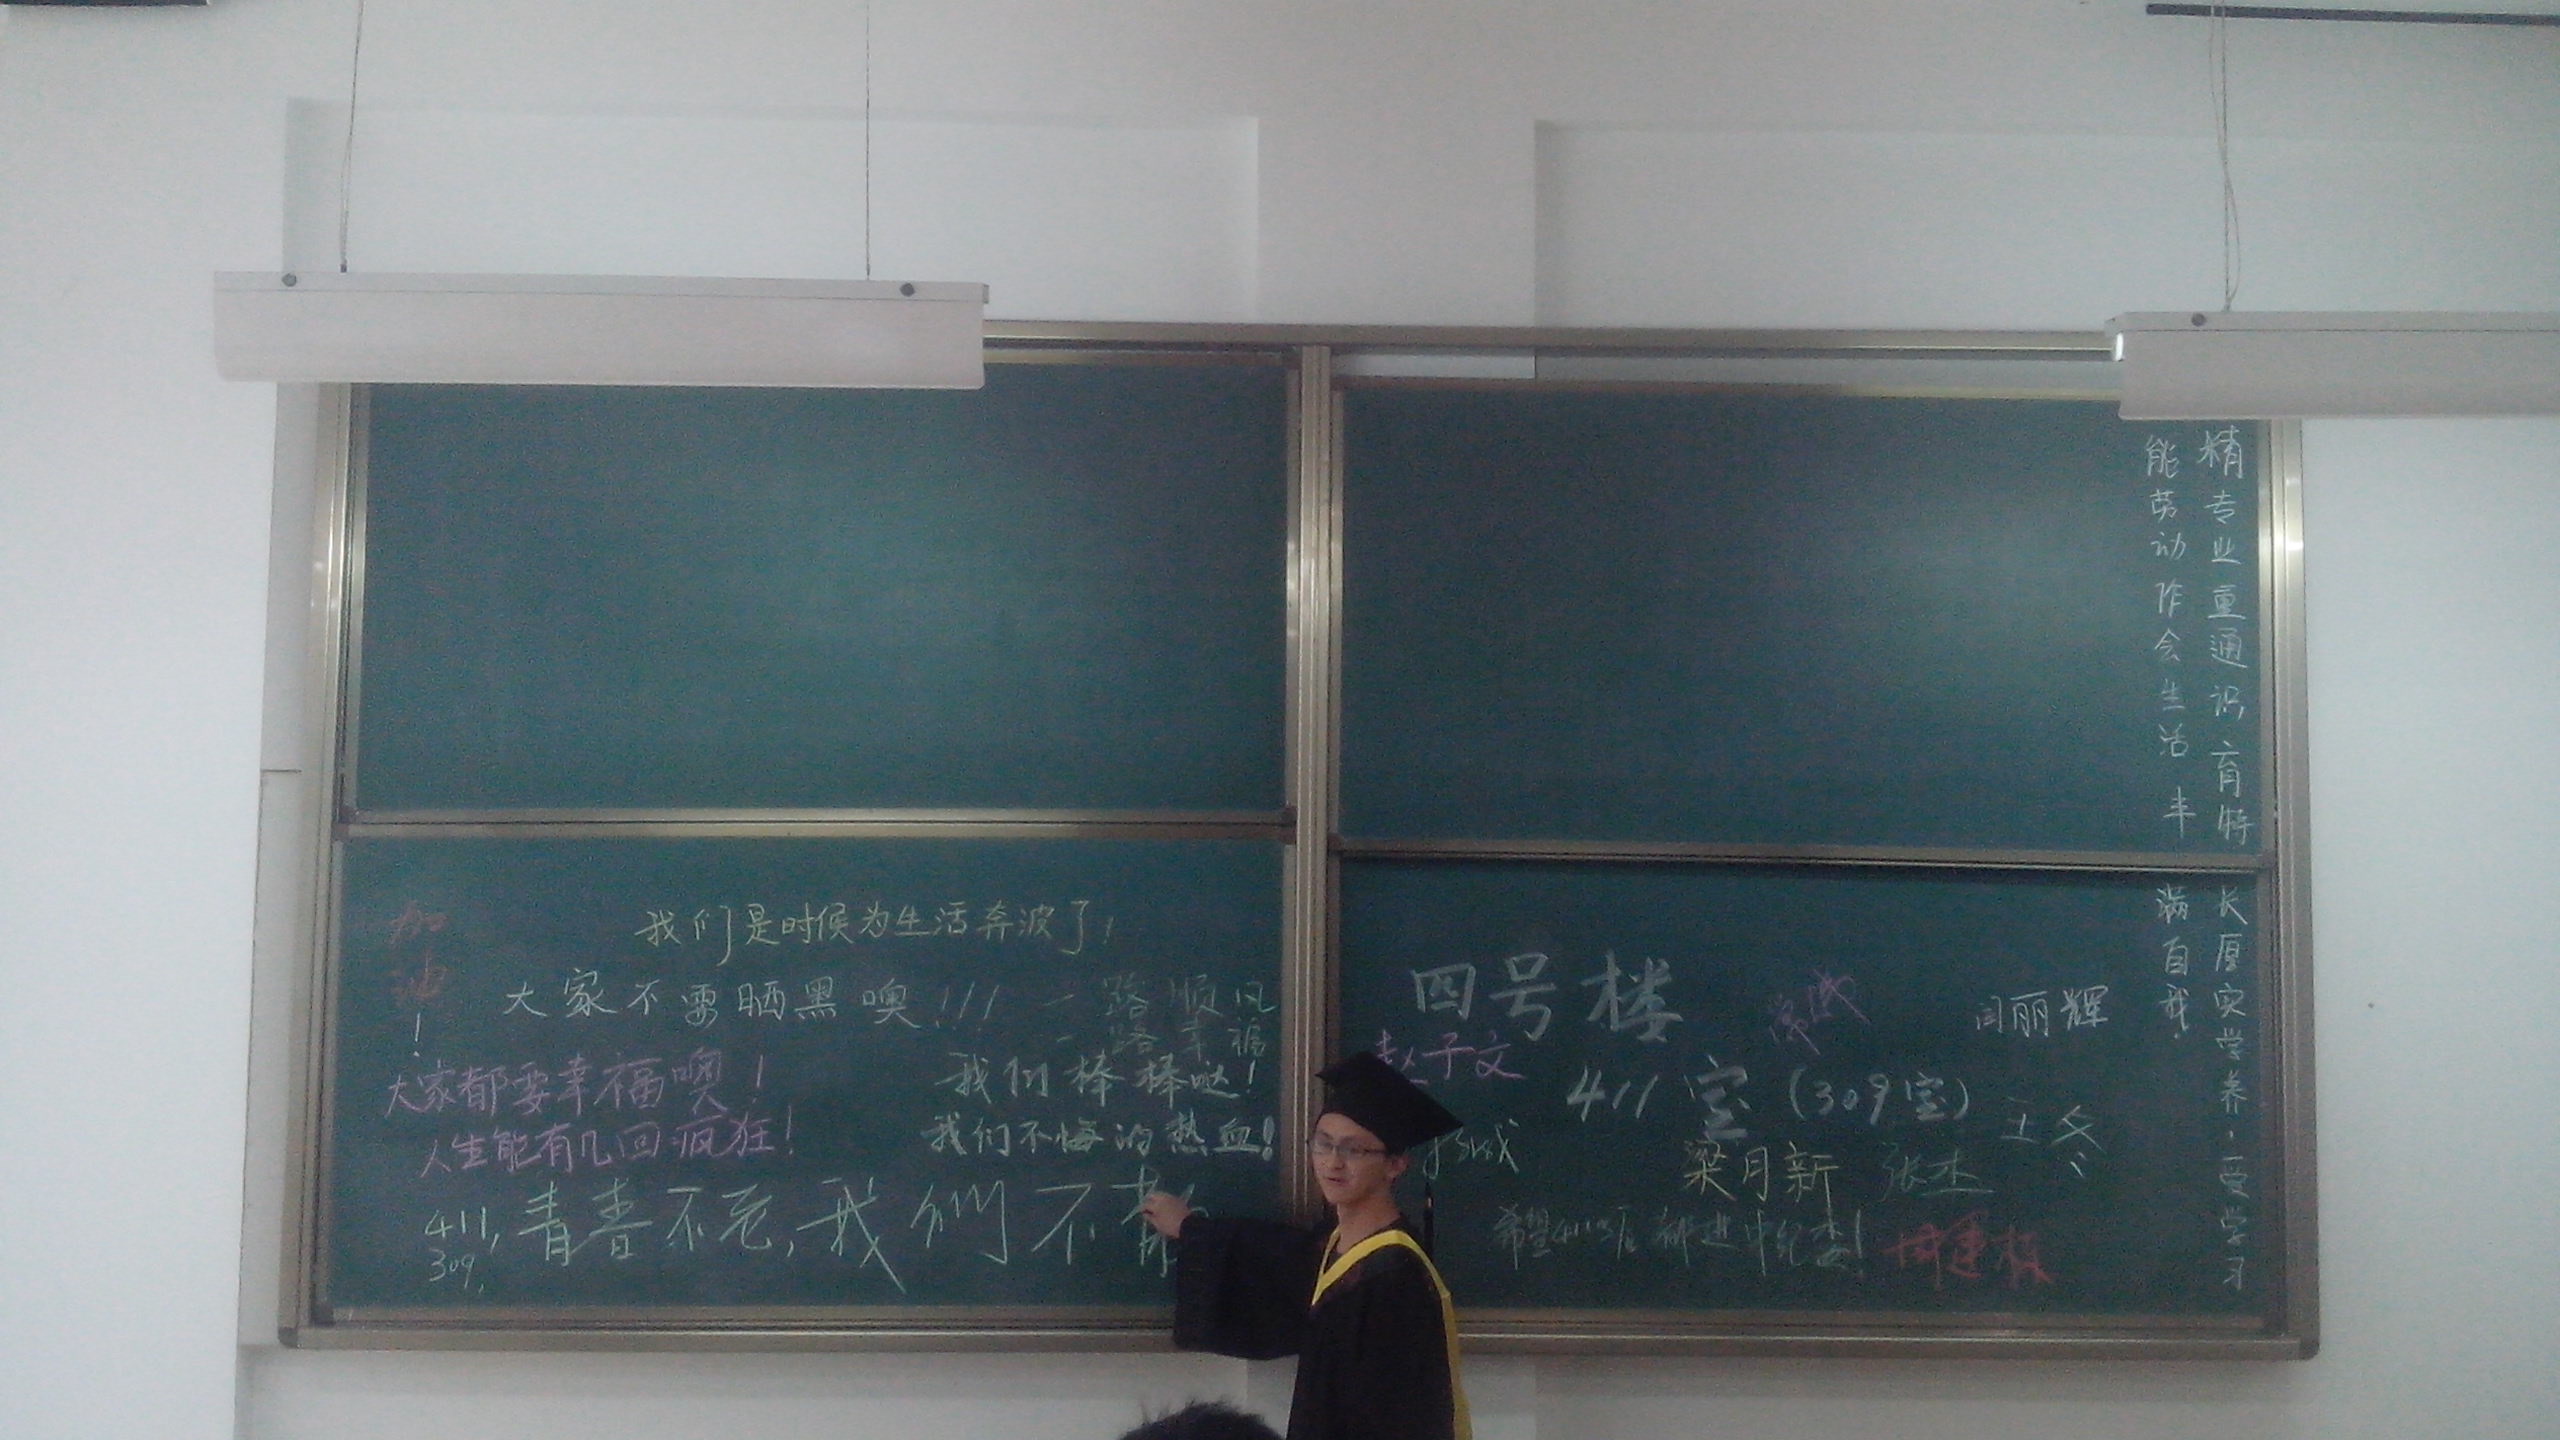 加油!
我们是时候为生活奔波了!
大家不要晒黑噢!!!
一路顺风
一路幸福
大家都要幸福噢!
我们棒棒哒!
人生能有几回疯狂!
我们不悔的热血!
411,
309,
青春不老,我们不散
四号楼
闫丽辉
赵子文
411室(309室)
王冬
梁月新
张杰
希望411以后都进中纪委!
精专业重通识育特长厚实学养.爱学习
能劳动作会生活丰满自我.